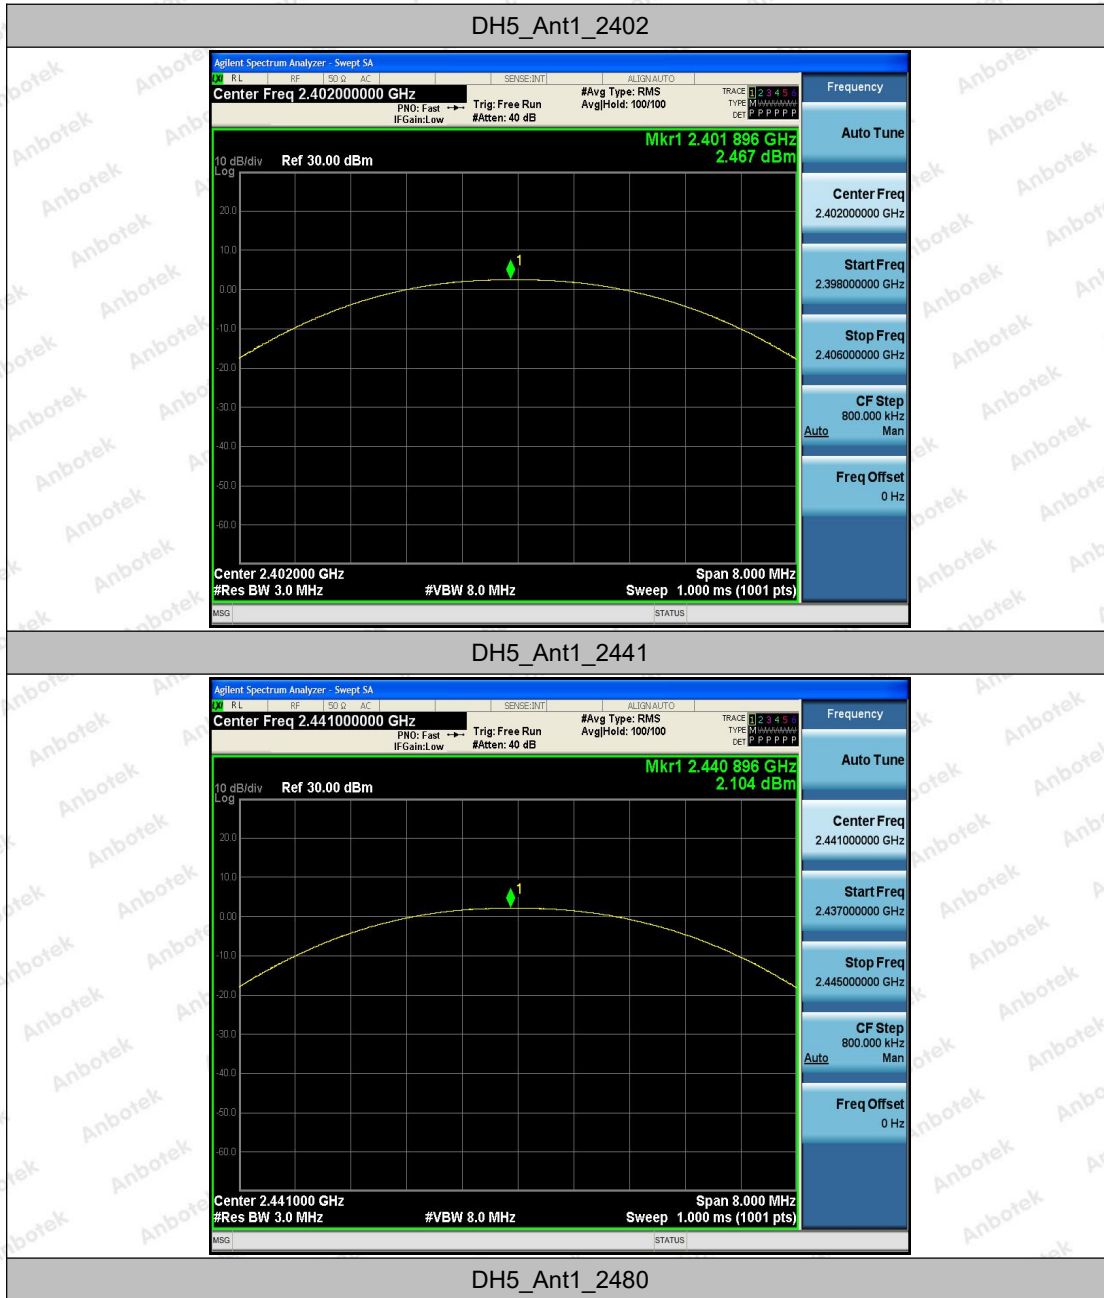 DH5_Ant1_2402
Agilent Spectrum Analyzer - Swept SA
RL RF 50 Ω AC SENSE:INT ALIGN AUTO
Center Freq 2.402000000 GHz
PNO: Fast
IFGain:Low
Trig: Free Run
#Atten: 40 dB
#Avg Type: RMS
Avg|Hold: 100/100
TRACE 1 2 3 4 5 6
TYPE M WWWWW
DET P P P P P P
Mkr1 2.401 896 GHz
2.467 dBm
10 dB/div Ref 30.00 dBm
Log
20.0
10.0
0.00
-10.0
-20.0
-30.0
-40.0
-50.0
-60.0
1
Center 2.402000 GHz Span 8.000 MHz
#Res BW 3.0 MHz #VBW 8.0 MHz Sweep 1.000 ms (1001 pts)
MSG STATUS
Frequency
Auto Tune
Center Freq
2.402000000 GHz
Start Freq
2.398000000 GHz
Stop Freq
2.406000000 GHz
CF Step
800.000 kHz
Auto Man
Freq Offset
0 Hz
DH5_Ant1_2441
Agilent Spectrum Analyzer - Swept SA
RL RF 50 Ω AC SENSE:INT ALIGN AUTO
Center Freq 2.441000000 GHz
PNO: Fast
IFGain:Low
Trig: Free Run
#Atten: 40 dB
#Avg Type: RMS
Avg|Hold: 100/100
TRACE 1 2 3 4 5 6
TYPE M WWWWW
DET P P P P P P
Mkr1 2.440 896 GHz
2.104 dBm
10 dB/div Ref 30.00 dBm
Log
20.0
10.0
0.00
-10.0
-20.0
-30.0
-40.0
-50.0
-60.0
1
Center 2.441000 GHz Span 8.000 MHz
#Res BW 3.0 MHz #VBW 8.0 MHz Sweep 1.000 ms (1001 pts)
MSG STATUS
Frequency
Auto Tune
Center Freq
2.441000000 GHz
Start Freq
2.437000000 GHz
Stop Freq
2.445000000 GHz
CF Step
800.000 kHz
Auto Man
Freq Offset
0 Hz
DH5_Ant1_2480
Anbotek